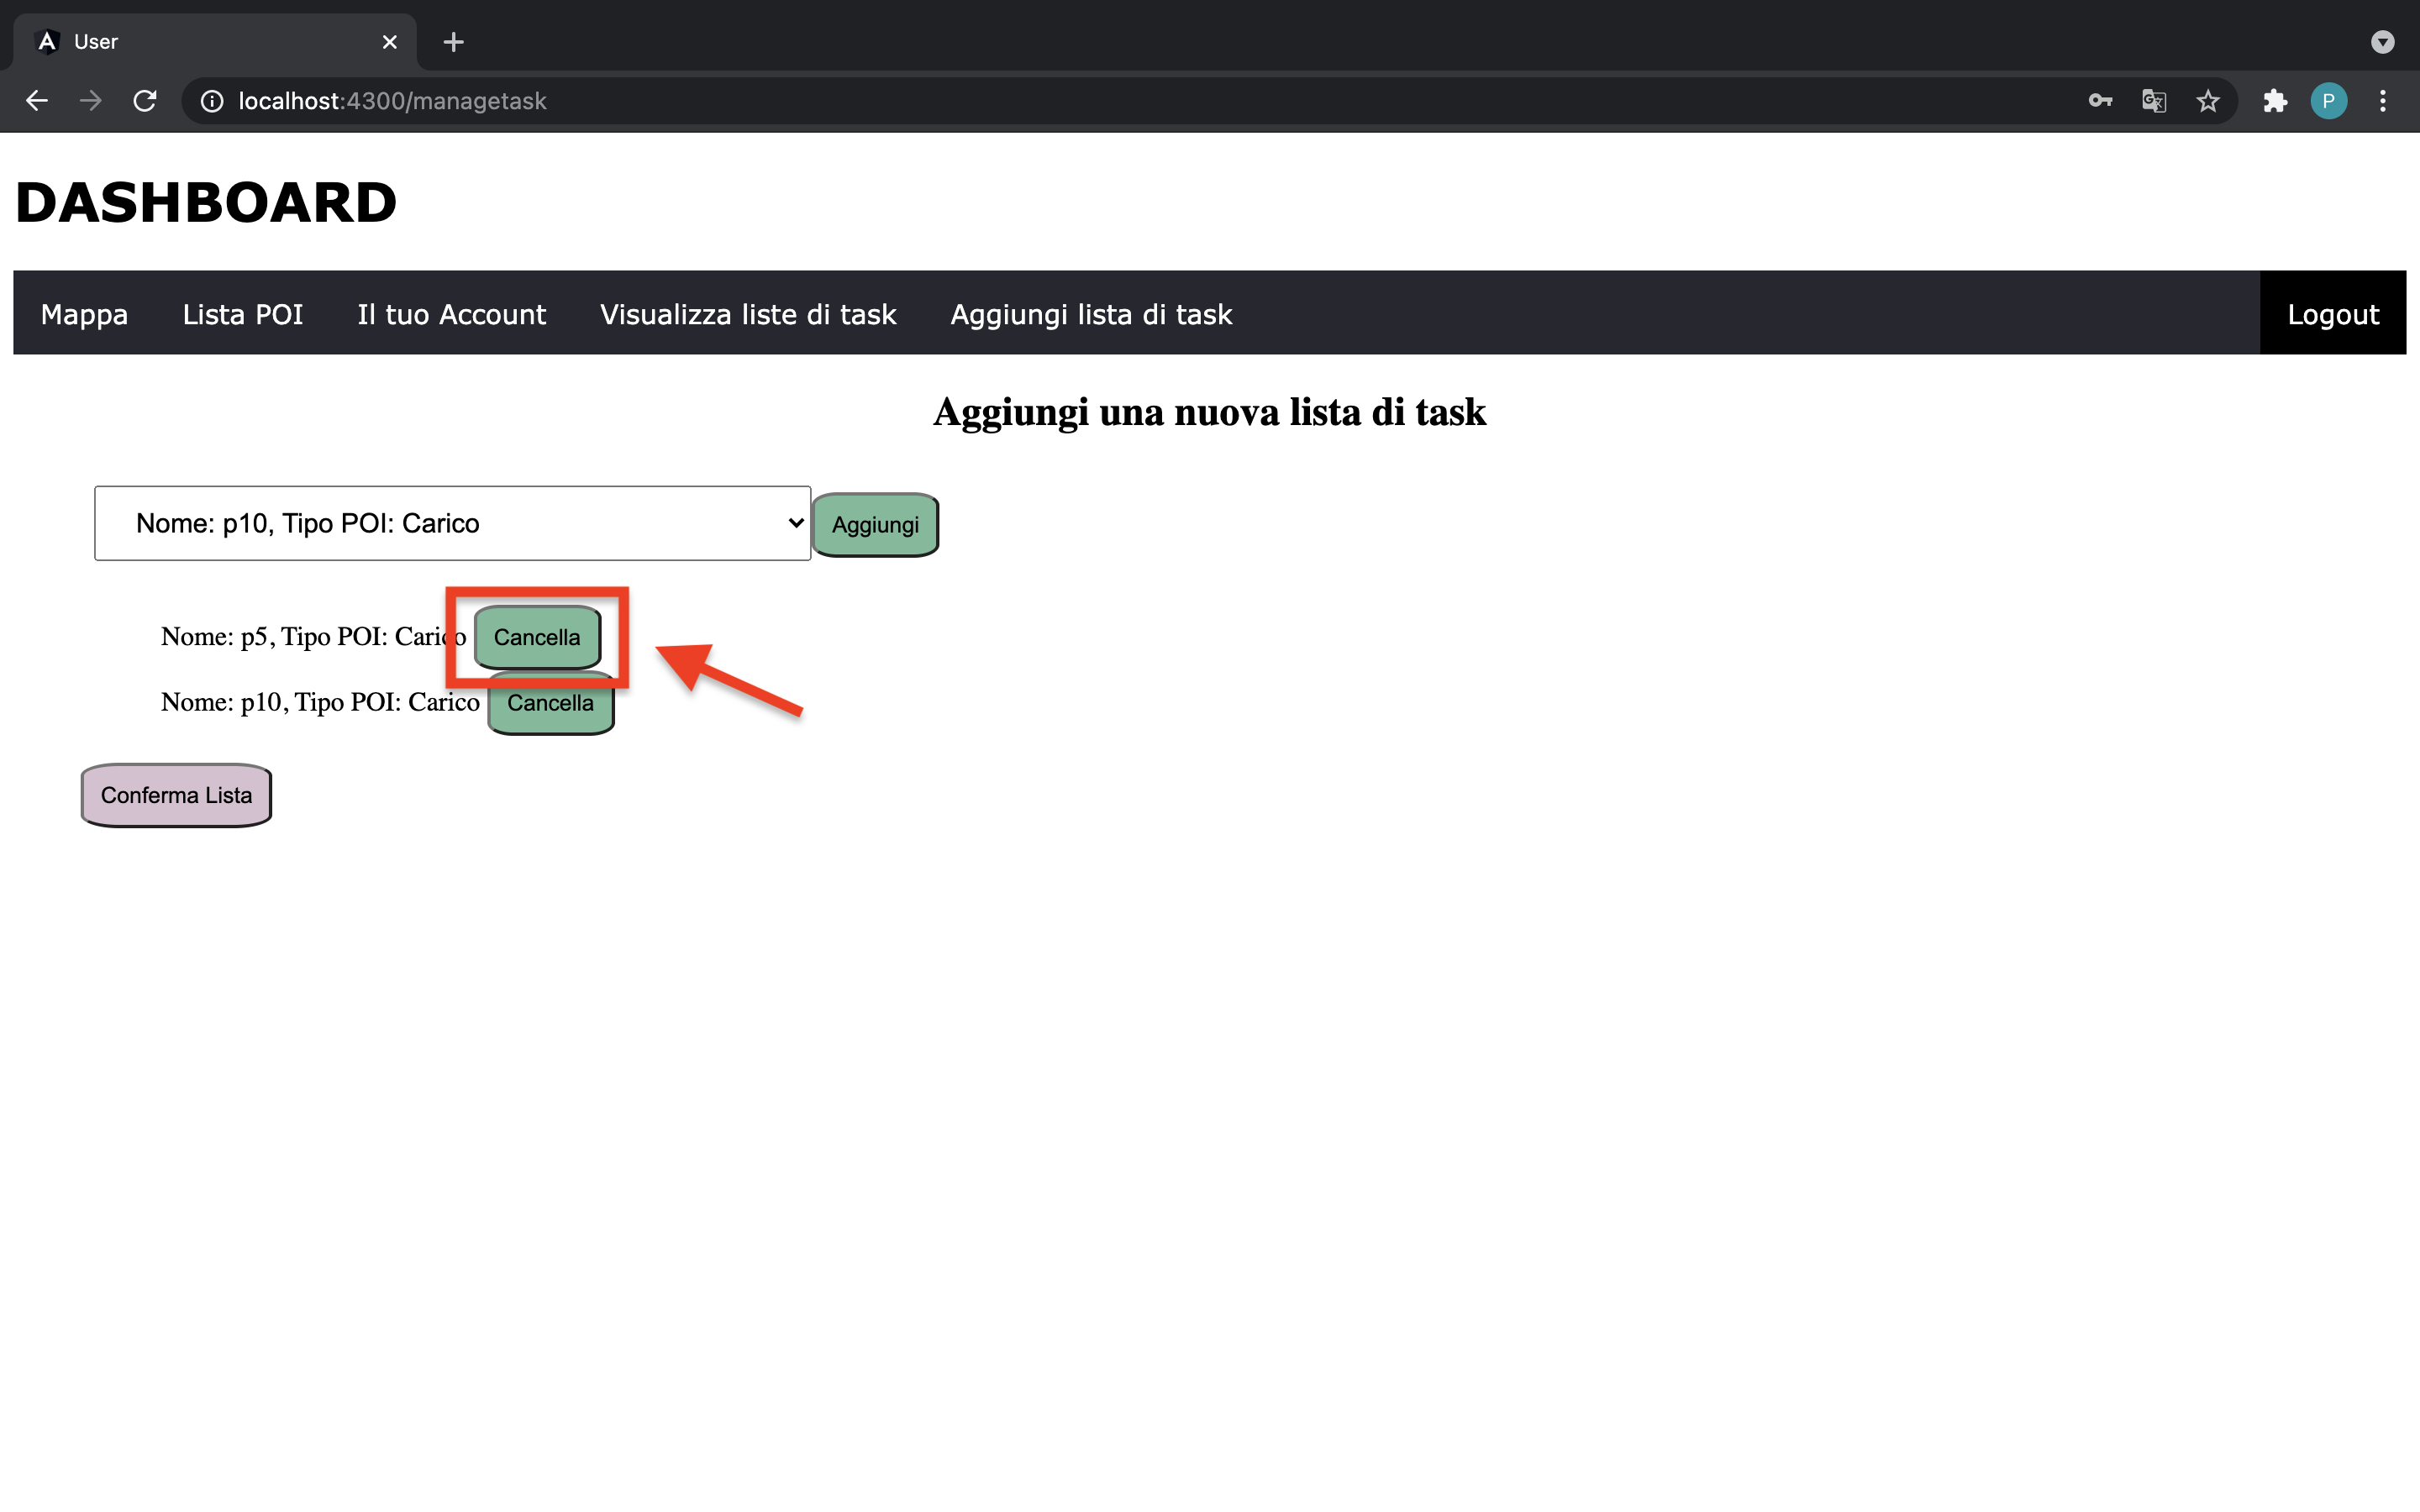 User
localhost:4300/managetask
P
DASHBOARD
Mappa Lista POI Il tuo Account Visualizza liste di task Aggiungi lista di task Logout
Aggiungi una nuova lista di task
Nome: p10, Tipo POI: Carico Aggiungi
Nome: p5, Tipo POI: Carico Cancella
Nome: p10, Tipo POI: Carico Cancella
Conferma Lista